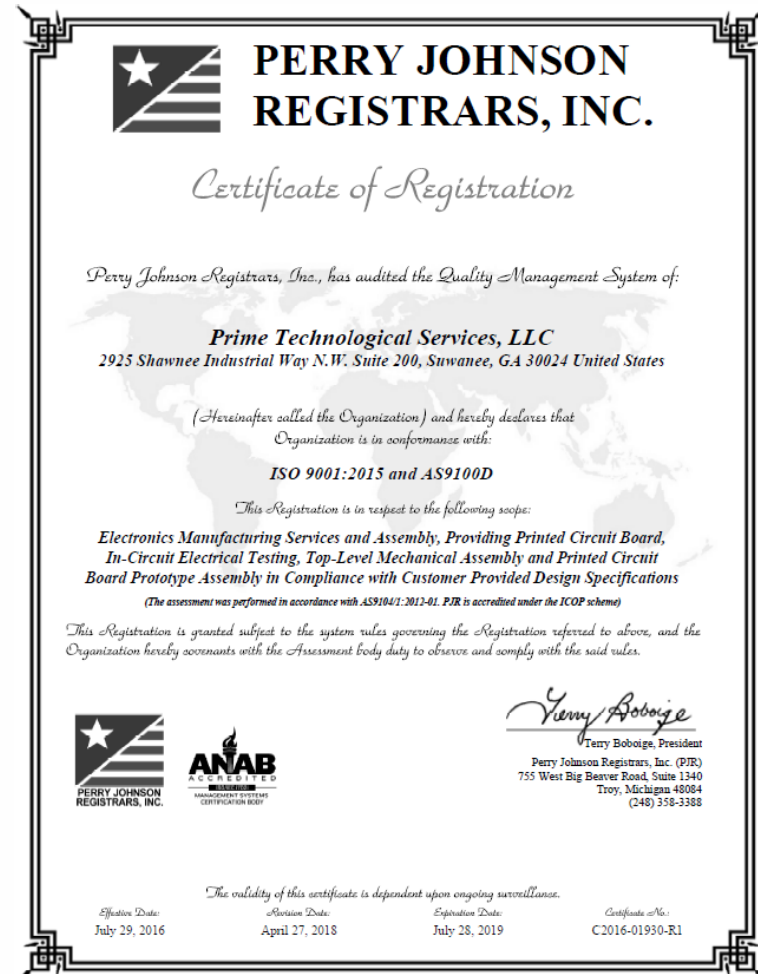 PERRY JOHNSON
REGISTRARS, INC.
Certificate of Registration
Perry Johnson Registrars, Inc., has audited the Quality Management System of:
Prime Technological Services, LLC
2925 Shawnee Industrial Way N.W. Suite 200, Suwanee, GA 30024 United States
(Hereinafter called the Organization) and hereby declares that
Organization is in conformance with:
ISO 9001:2015 and AS9100D
This Registration is in respect to the following scope:
Electronics Manufacturing Services and Assembly, Providing Printed Circuit Board,
In-Circuit Electrical Testing, Top-Level Mechanical Assembly and Printed Circuit
Board Prototype Assembly in Compliance with Customer Provided Design Specifications
(The assessment was performed in accordance with AS9104/1:2012-01. PJR is accredited under the ICOP scheme)
This Registration is granted subject to the system rules governing the Registration referred to above, and the
Organization hereby covenants with the Assessment body duty to observe and comply with the said rules.
Terry Boboige
Terry Boboige, President
Perry Johnson Registrars, Inc. (PJR)
755 West Big Beaver Road, Suite 1340
Troy, Michigan 48084
(248) 358-3388
PERRY JOHNSON
REGISTRARS, INC.
ANAB
ACCREDITED
MANAGEMENT SYSTEMS
CERTIFICATION BODY
The validity of this certificate is dependent upon ongoing surveillance.
Effective Date: Revision Date: Expiration Date: Certificate No.:
July 29, 2016 April 27, 2018 July 28, 2019 C2016-01930-R1